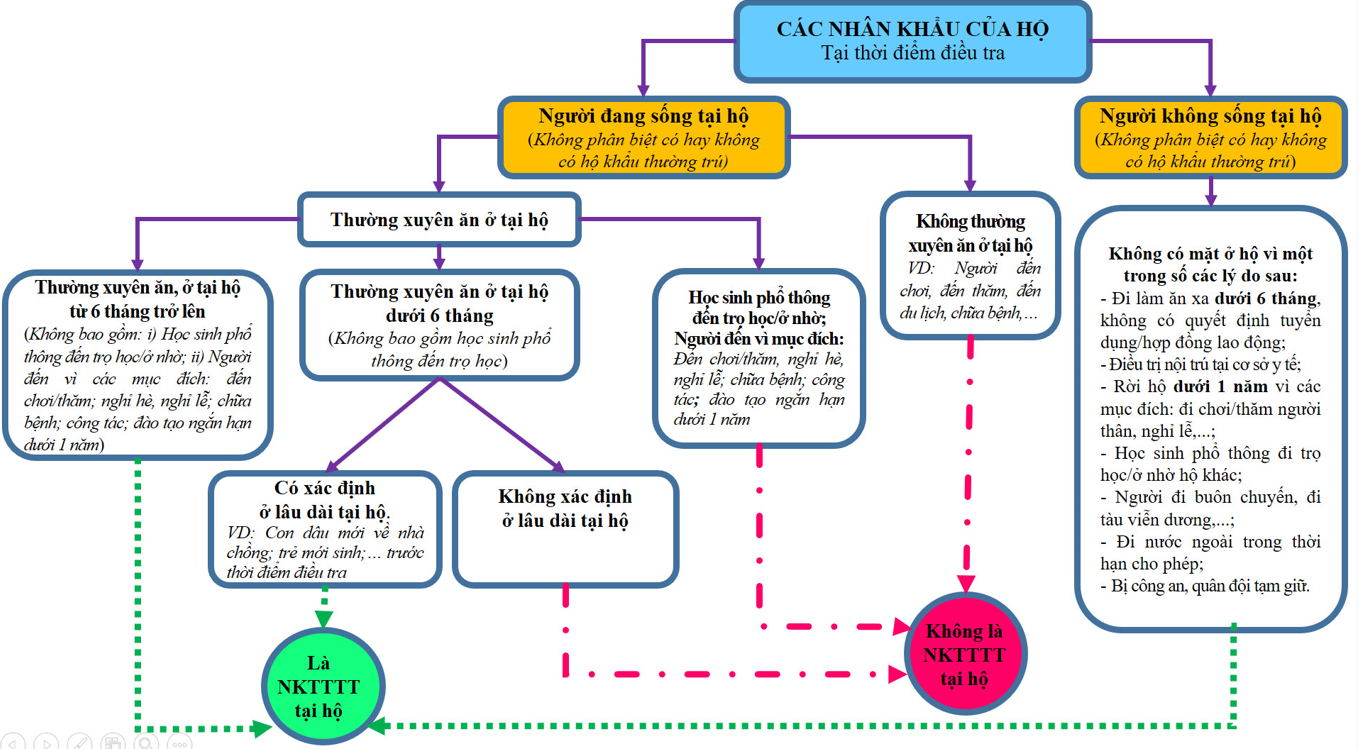 CÁC NHÂN KHẨU CỦA HỘ
Tại thời điểm điều tra
Người đang sống tại hộ
(Không phân biệt có hay không
có hộ khẩu thường trú)
Người không sống tại hộ
(Không phân biệt có hay không
có hộ khẩu thường trú)
Thường xuyên ăn ở tại hộ
Không thường
xuyên ăn ở tại hộ
VD: Người đến
chơi, đến thăm, đến
du lịch, chữa bệnh,...
Thường xuyên ăn, ở tại hộ
từ 6 tháng trở lên
(Không bao gồm: i) Học sinh phổ
thông đến trọ học/ở nhờ; ii) Người
đến vì các mục đích: đến
chơi/thăm; nghỉ hè, nghỉ lễ; chữa
bệnh; công tác; đào tạo ngắn hạn
dưới 1 năm)
Thường xuyên ăn ở tại hộ
dưới 6 tháng
(Không bao gồm học sinh phổ
thông đến trọ học)
Học sinh phổ thông
đến trọ học/ở nhờ;
Người đến vì mục đích:
Đến chơi/thăm, nghỉ hè,
nghỉ lễ; chữa bệnh; công
tác; đào tạo ngắn hạn
dưới 1 năm
Không có mặt ở hộ vì một
trong số các lý do sau:
- Đi làm ăn xa dưới 6 tháng,
không có quyết định tuyển
dụng/hợp đồng lao động;
- Điều trị nội trú tại cơ sở y tế;
- Rời hộ dưới 1 năm vì các
mục đích: đi chơi/thăm người
thân, nghỉ lễ,...;
- Học sinh phổ thông đi trọ
học/ở nhờ hộ khác;
- Người đi buôn chuyến, đi
tàu viễn dương,...;
- Đi nước ngoài trong thời
hạn cho phép;
- Bị công an, quân đội tạm giữ.
Có xác định
ở lâu dài tại hộ.
VD: Con dâu mới về nhà
chồng; trẻ mới sinh;... trước
thời điểm điều tra
Không xác định
ở lâu dài tại hộ
Là
NKTTTT
tại hộ
Không là
NKTTTT
tại hộ